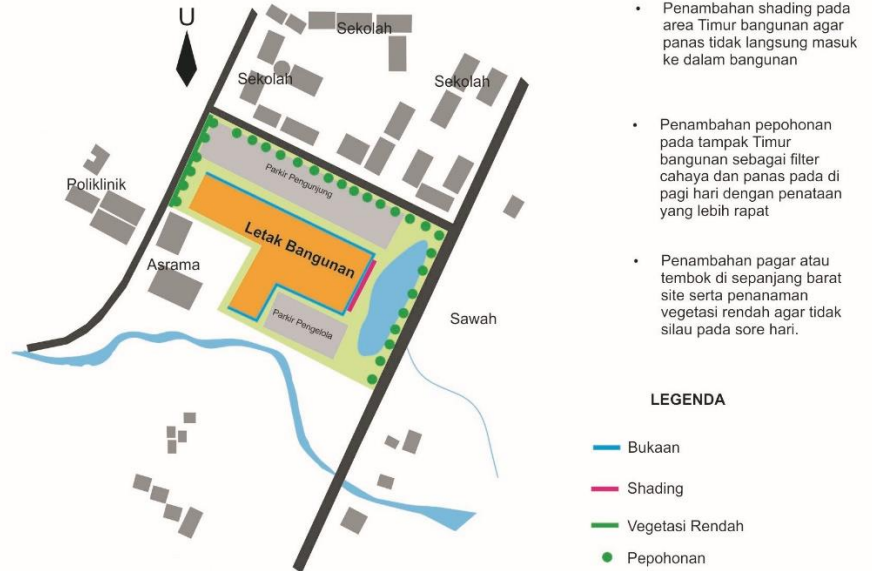 U
Sekolah
Sekolah
Sekolah
Poliklinik
Parkir Pengunjung
Letak Bangunan
Asrama
Parkir Pengelola
Sawah
• Penambahan shading pada
area Timur bangunan agar
panas tidak langsung masuk
ke dalam bangunan
• Penambahan pepohonan
pada tampak Timur
bangunan sebagai filter
cahaya dan panas pada di
pagi hari dengan penataan
yang lebih rapat
• Penambahan pagar atau
tembok di sepanjang barat
site serta penanaman
vegetasi rendah agar tidak
silau pada sore hari.
LEGENDA
Bukaan
Shading
Vegetasi Rendah
Pepohonan